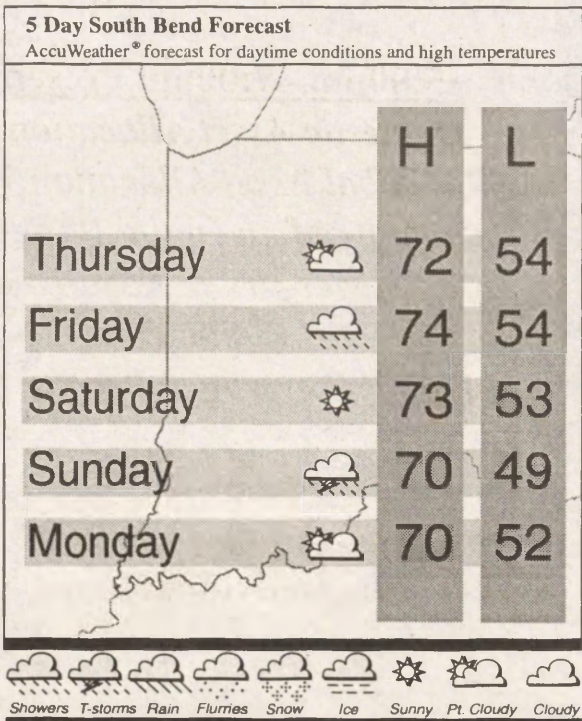 5 Day South Bend Forecast
AccuWeather® forecast for daytime conditions and high temperatures
H L
Thursday 72 54
Friday 74 54
Saturday 73 53
Sunday 70 49
Monday 70 52
Showers T-storms Rain Flurries Snow Ice Sunny Pt. Cloudy Cloudy